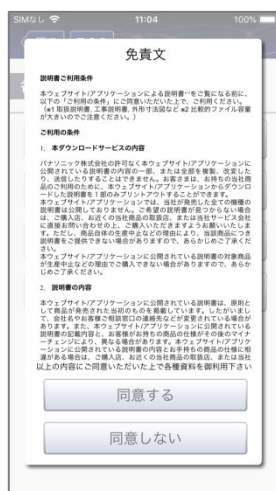 SIMなし 11:04 100%
免責文
説明書ご利用条件
本ウェブサイト/アプリケーションによる説明書※1をご覧になる前に、
以下の「ご利用の条件」にご同意いただいた上で、ご利用ください。
(※1 取扱説明書、工事説明書、外形寸法図など ※2 比較的ファイル容量
が大きいのでご注意ください。)
ご利用の条件
1. 本ダウンロードサービスの内容
パナソニック株式会社の許可なく本ウェブサイト/アプリケーションに
公開されている説明書の内容の一部、または全部を複製、改変した
り、送信したりすることはできません。お客さまは、お持ちの当社商
品のご利用のために、本ウェブサイト/アプリケーションからダウンロ
ードした説明書を1部のみプリントアウトすることができます。
本ウェブサイト/アプリケーションでは、当社が発売した全ての機種の
説明書は公開しておりません。ご希望の説明書が見つからない場合
は、ご購入店、お近くの当社商品の取扱店、または当社サービス会社
に直接お問い合わせの上、ご購入いただきますようお願いいたしま
す。ただし、商品自体の生産中止などの理由により、当該商品につき
説明書をご提供できない場合がありますので、あらかじめご了承くだ
さい。
本ウェブサイト/アプリケーションに公開されている説明書の対象商品
が生産中止などの理由でご購入できない場合がありますので、あらか
じめご了承ください。
2. 説明書の内容
本ウェブサイト/アプリケーションに公開されている説明書は、原則と
して商品が発売された当初のものを掲載しています。したがいまし
て、会社名やお客様ご相談窓口の連絡先などが変更されている場合が
あります。また、本ウェブサイト/アプリケーションに公開されている
説明書の記載内容と、お客様がお持ちの商品の仕様がその後のマイナ
ーチェンジにより、異なる場合があります。本ウェブサイト/アプリケ
ーションに公開されている説明書の内容とお手持ちの商品の仕様に相
違がある場合は、ご購入店、お近くの当社商品の取扱店、または当社
以上の内容にご同意いただいた上で各種資料を御利用下さい
同意する
同意しない